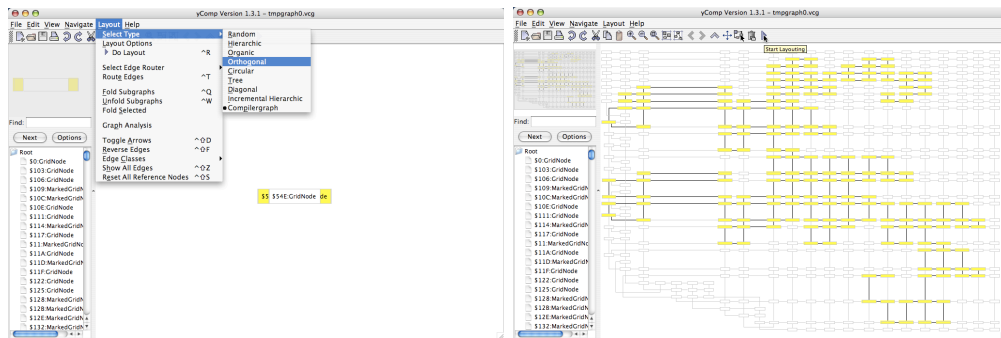 yComp Version 1.3.1 – tmpgraph0.vcg
File Edit View Navigate Layout Help
Select Type
Layout Options
Do Layout ^R
Select Edge Router
Route Edges ^T
Fold Subgraphs ^Q
Unfold Subgraphs ^W
Fold Selected
Graph Analysis
Toggle Arrows ^⇧D
Reverse Edges ^⇧F
Edge Classes
Show All Edges ^⇧Z
Reset All Reference Nodes ^⇧S
Random
Hierarchic
Organic
Orthogonal
Circular
Tree
Diagonal
Incremental Hierarchic
Compilergraph
Find:
Next Options
Root
$0:GridNode
$103:GridNode
$106:GridNode
$109:MarkedGridN
$10C:MarkedGridN
$10E:GridNode
$111:GridNode
$114:MarkedGridN
$117:GridNode
$11:MarkedGridNo
$11A:GridNode
$11D:MarkedGridN
$11F:GridNode
$122:GridNode
$125:GridNode
$128:MarkedGridN
$12B:MarkedGridN
$12E:MarkedGridN
$132:MarkedGridN
$5 $54E:GridNode de
yComp Version 1.3.1 – tmpgraph0.vcg
File Edit View Navigate Layout Help
Start Layouting
Find:
Next Options
Root
$0:GridNode
$103:GridNode
$106:GridNode
$109:MarkedGridN
$10C:MarkedGridN
$10E:GridNode
$111:GridNode
$114:MarkedGridN
$117:GridNode
$11:MarkedGridNo
$11A:GridNode
$11D:MarkedGridN
$11F:GridNode
$122:GridNode
$125:GridNode
$128:MarkedGridN
$12B:MarkedGridN
$12E:MarkedGridN
$132:MarkedGridN